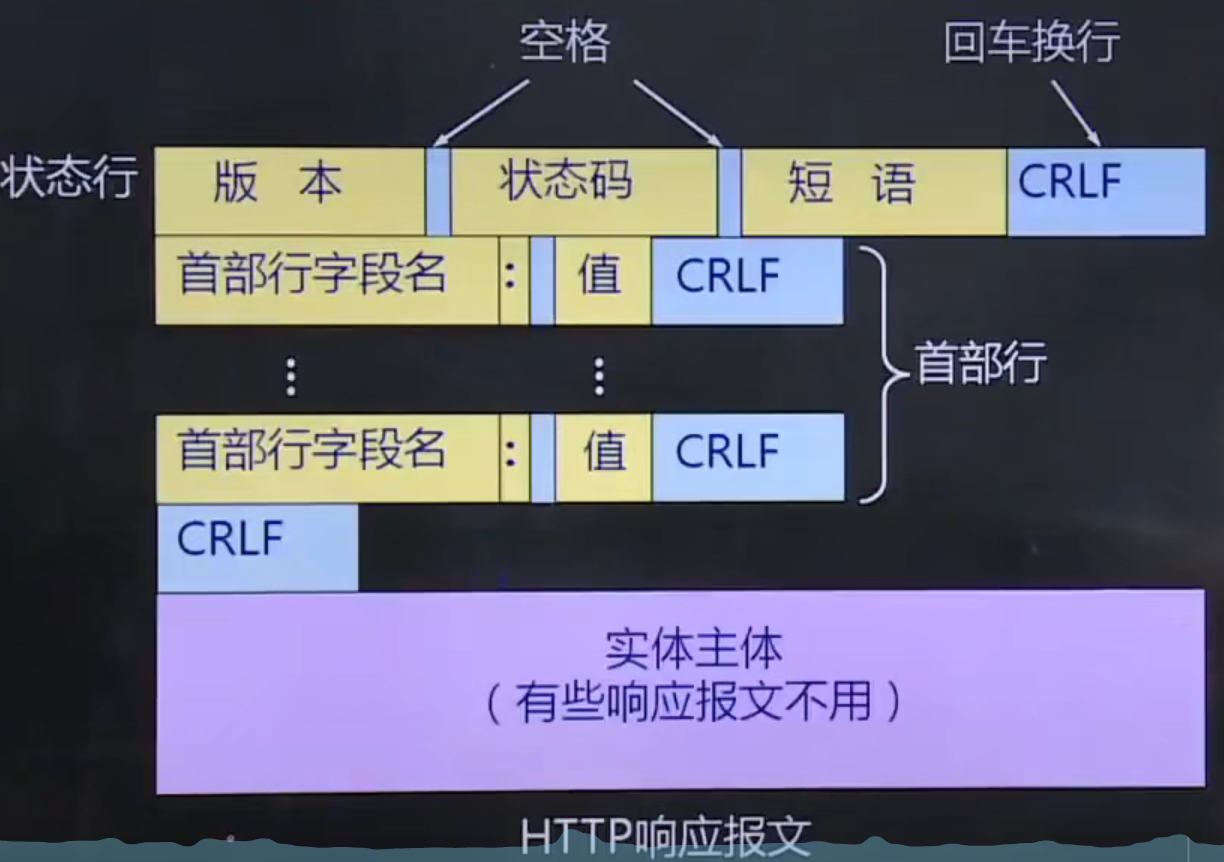 空格 回车换行
状态行 版 本 状态码 短 语 CRLF
首部行字段名 : 值 CRLF
⋮ ⋮
首部行
首部行字段名 : 值 CRLF
CRLF
实体主体
（有些响应报文不用）
HTTP响应报文